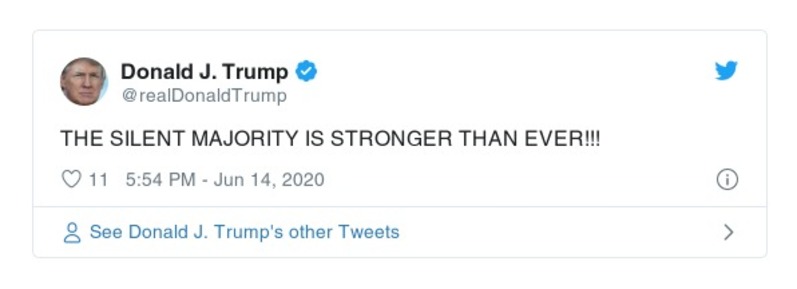 Donald J. Trump
@realDonaldTrump
THE SILENT MAJORITY IS STRONGER THAN EVER!!!
11 5:54 PM - Jun 14, 2020
See Donald J. Trump's other Tweets